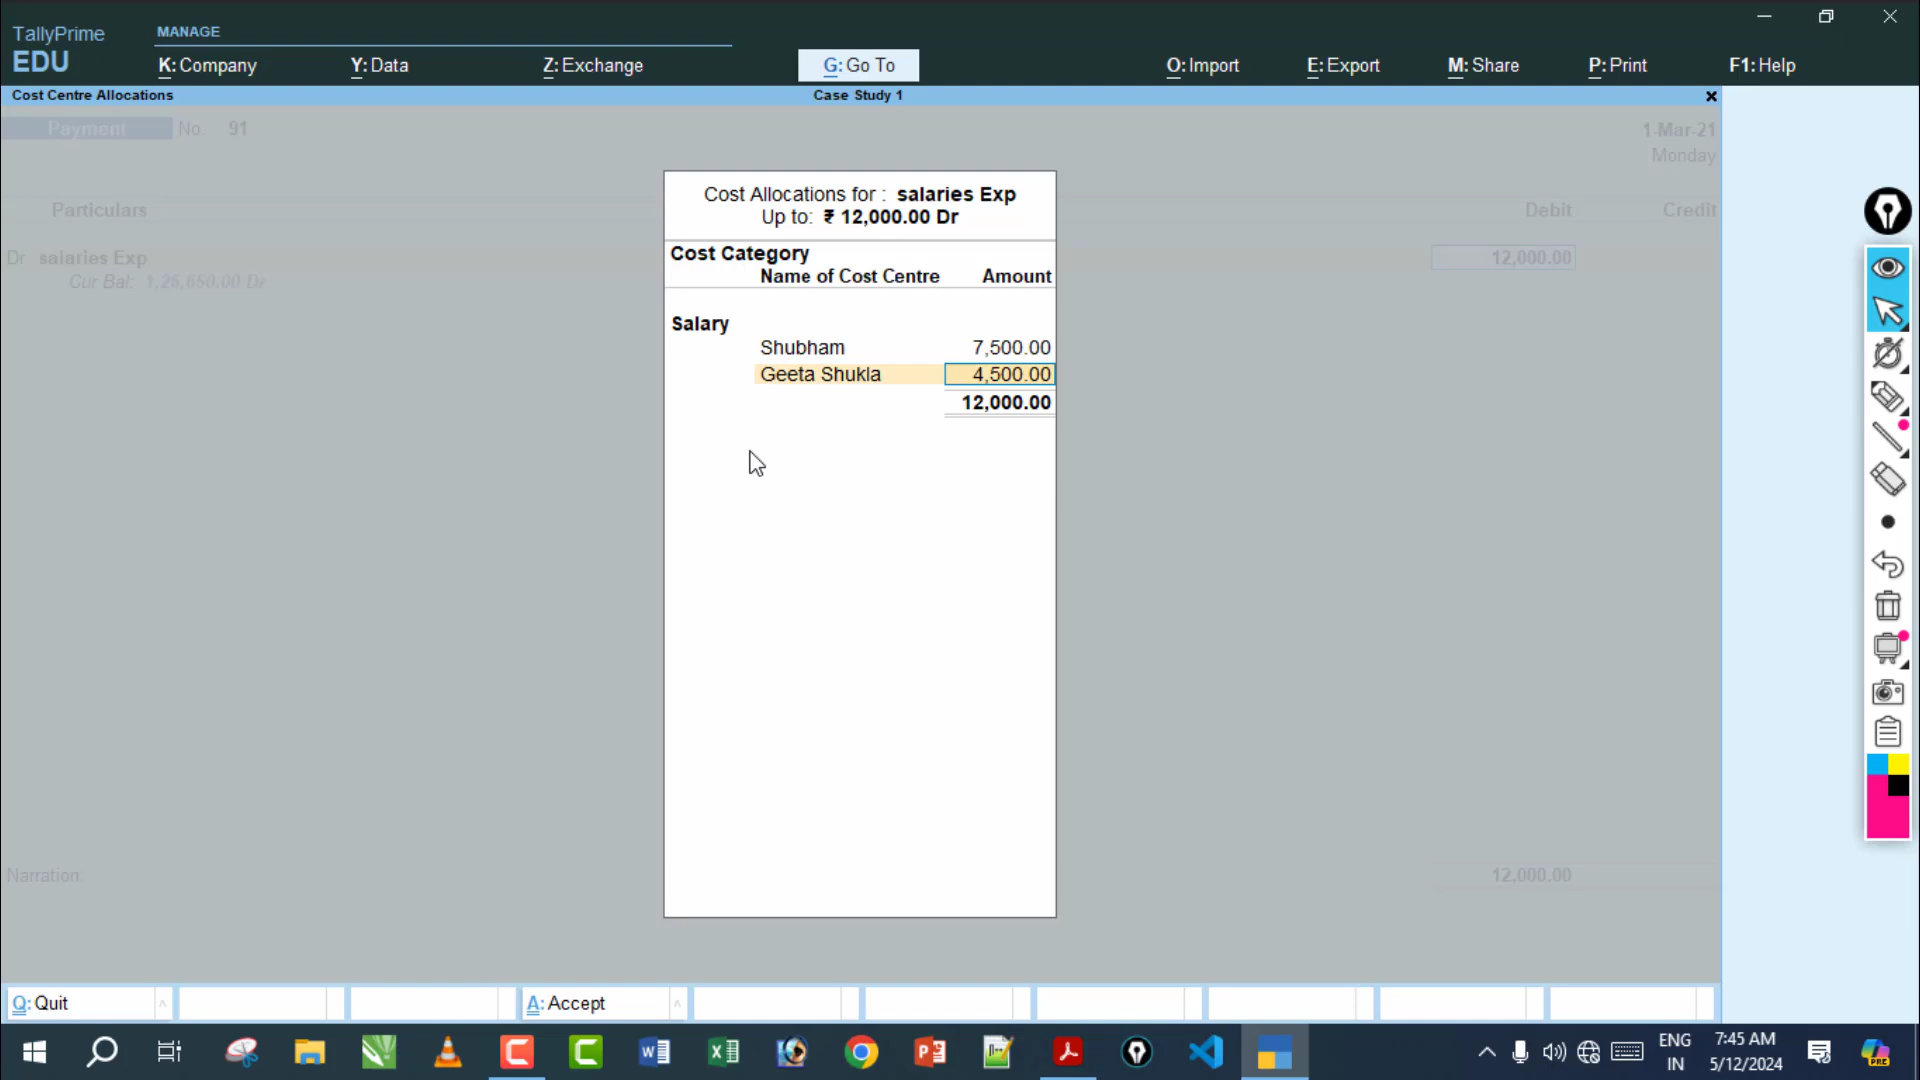 TallyPrime
EDU
MANAGE
K: Company
Y: Data
Z: Exchange
G: Go To
O: Import
E: Export
M: Share
P: Print
F1: Help
Cost Centre Allocations
Case Study 1
Payment No. 91
1-Mar-21
Monday
Particulars
Debit
Credit
Dr salaries Exp
12,000.00
Cur Bal: 1,26,650.00 Dr
Cost Allocations for : salaries Exp
Up to: ₹ 12,000.00 Dr
Cost Category
Name of Cost Centre Amount
Salary
Shubham 7,500.00
Geeta Shukla 4,500.00
12,000.00
Narration:
12,000.00
Q: Quit
A: Accept
ENG
IN
7:45 AM
5/12/2024
PRE